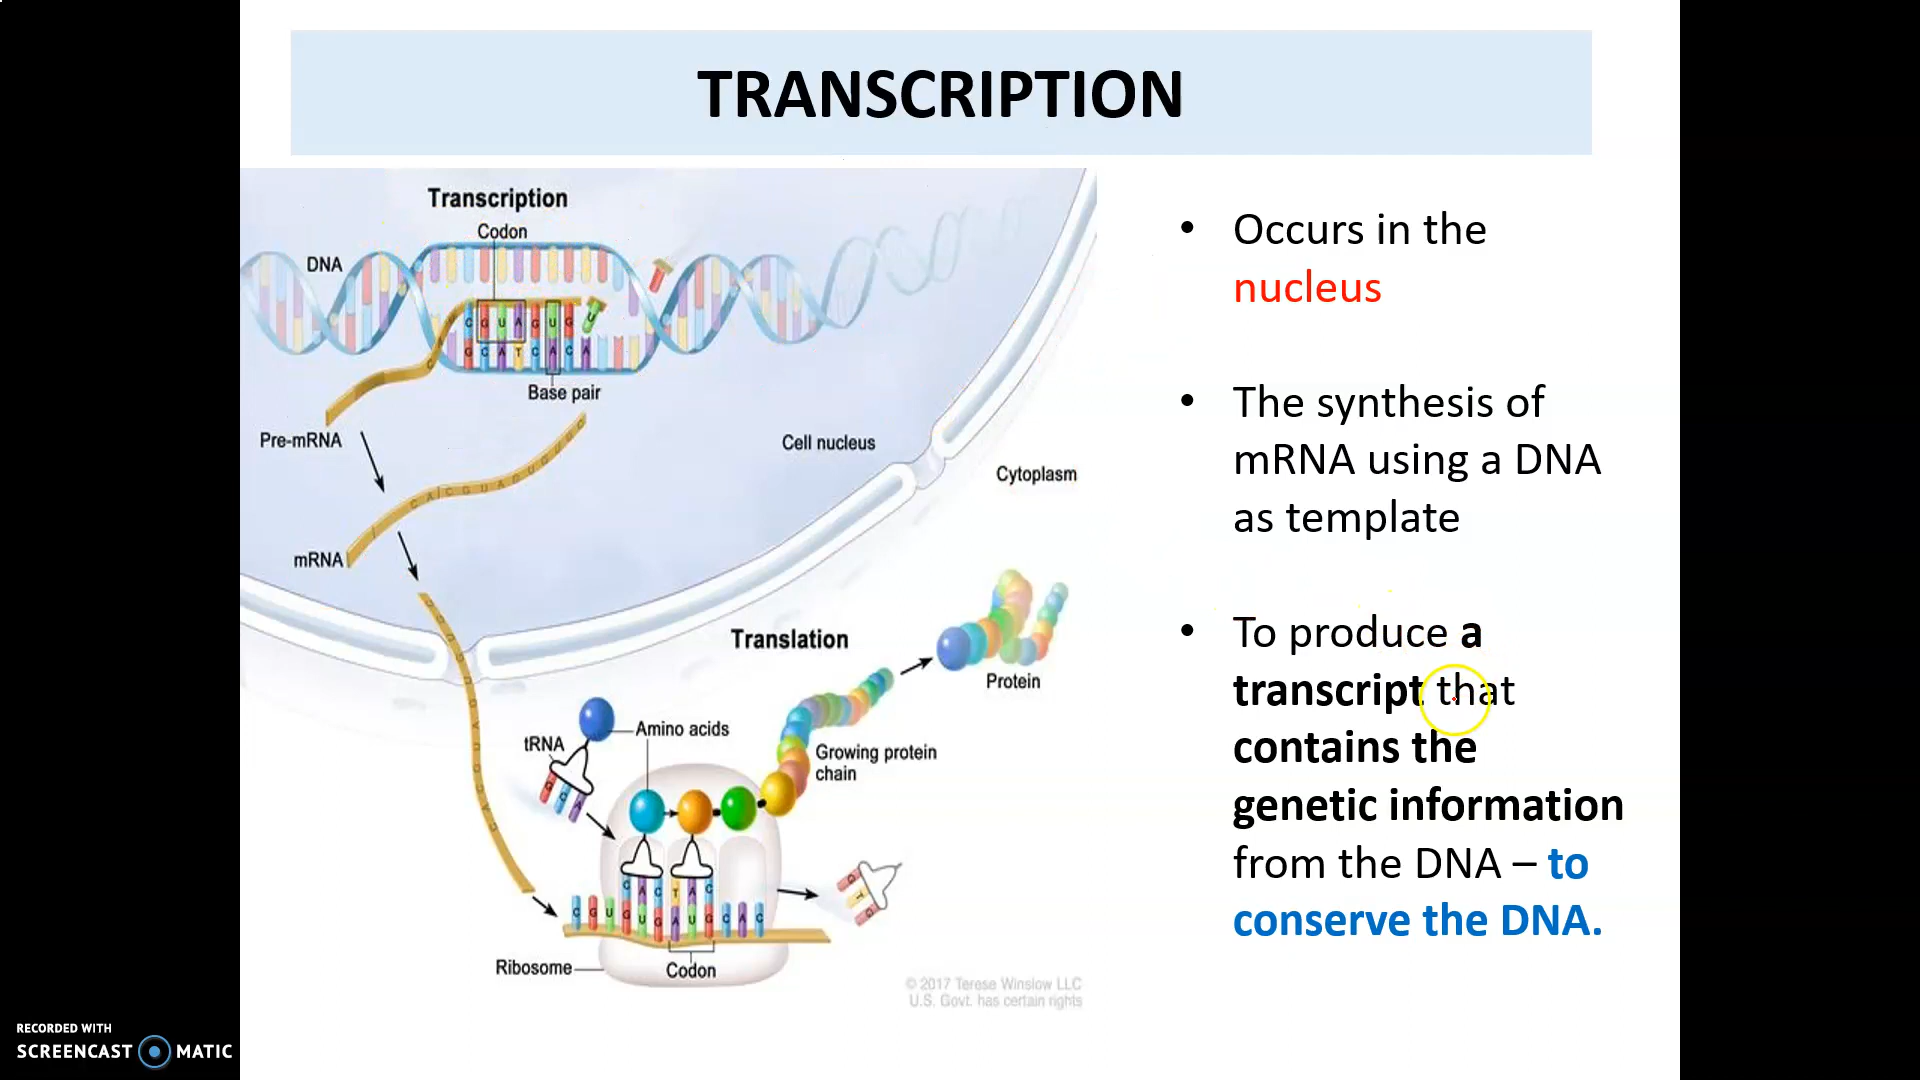 TRANSCRIPTION
Transcription
Codon
DNA
C G U A G U G U
G C A T C A C A
Base pair
Pre-mRNA
Cell nucleus
Cytoplasm
mRNA
Translation
Protein
tRNA
Amino acids
Growing protein
chain
C A C T A C
C G U G U G A U G C A C
Ribosome
Codon
© 2017 Terese Winslow LLC
U.S. Govt. has certain rights
• Occurs in the
nucleus
• The synthesis of
mRNA using a DNA
as template
• To produce a
transcript that
contains the
genetic information
from the DNA – to
conserve the DNA.
RECORDED WITH
SCREENCAST MATIC